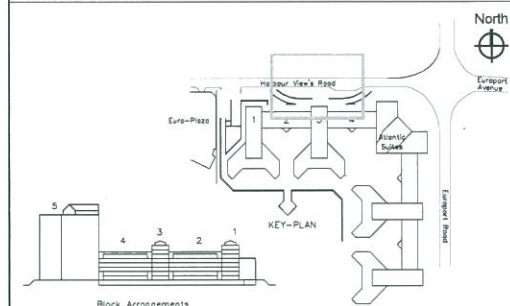 North
Harbour View's Road
Europort
Avenue
Euro-Plaza
1 2 3 4
Atlantic
Suites
Europort Road
KEY-PLAN
5
4 3 2 1
Block Arrangements